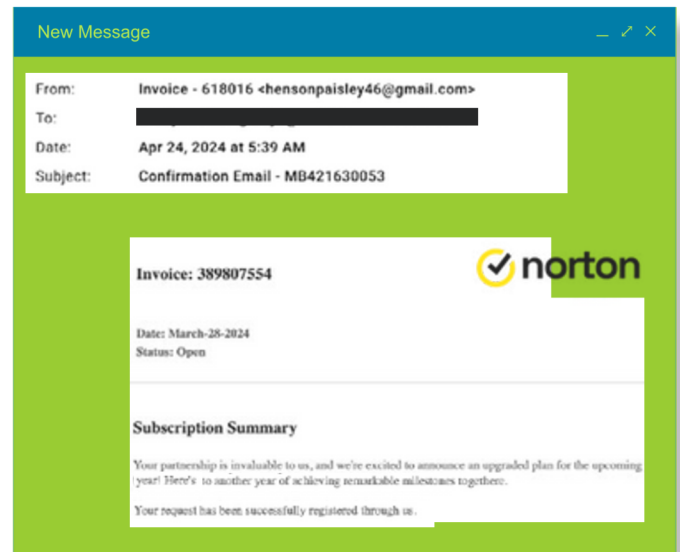 New Message
From: Invoice - 618016 <hensonpaisley46@gmail.com>
To:
Date: Apr 24, 2024 at 5:39 AM
Subject: Confirmation Email - MB421630053
norton
Invoice: 389807554
Date: March-28-2024
Status: Open
Subscription Summary
Your partnership is invaluable to us, and we're excited to announce an upgraded plan for the upcoming
year! Here's to another year of achieving remarkable milestones togethere.
Your request has been successfully registered through us.